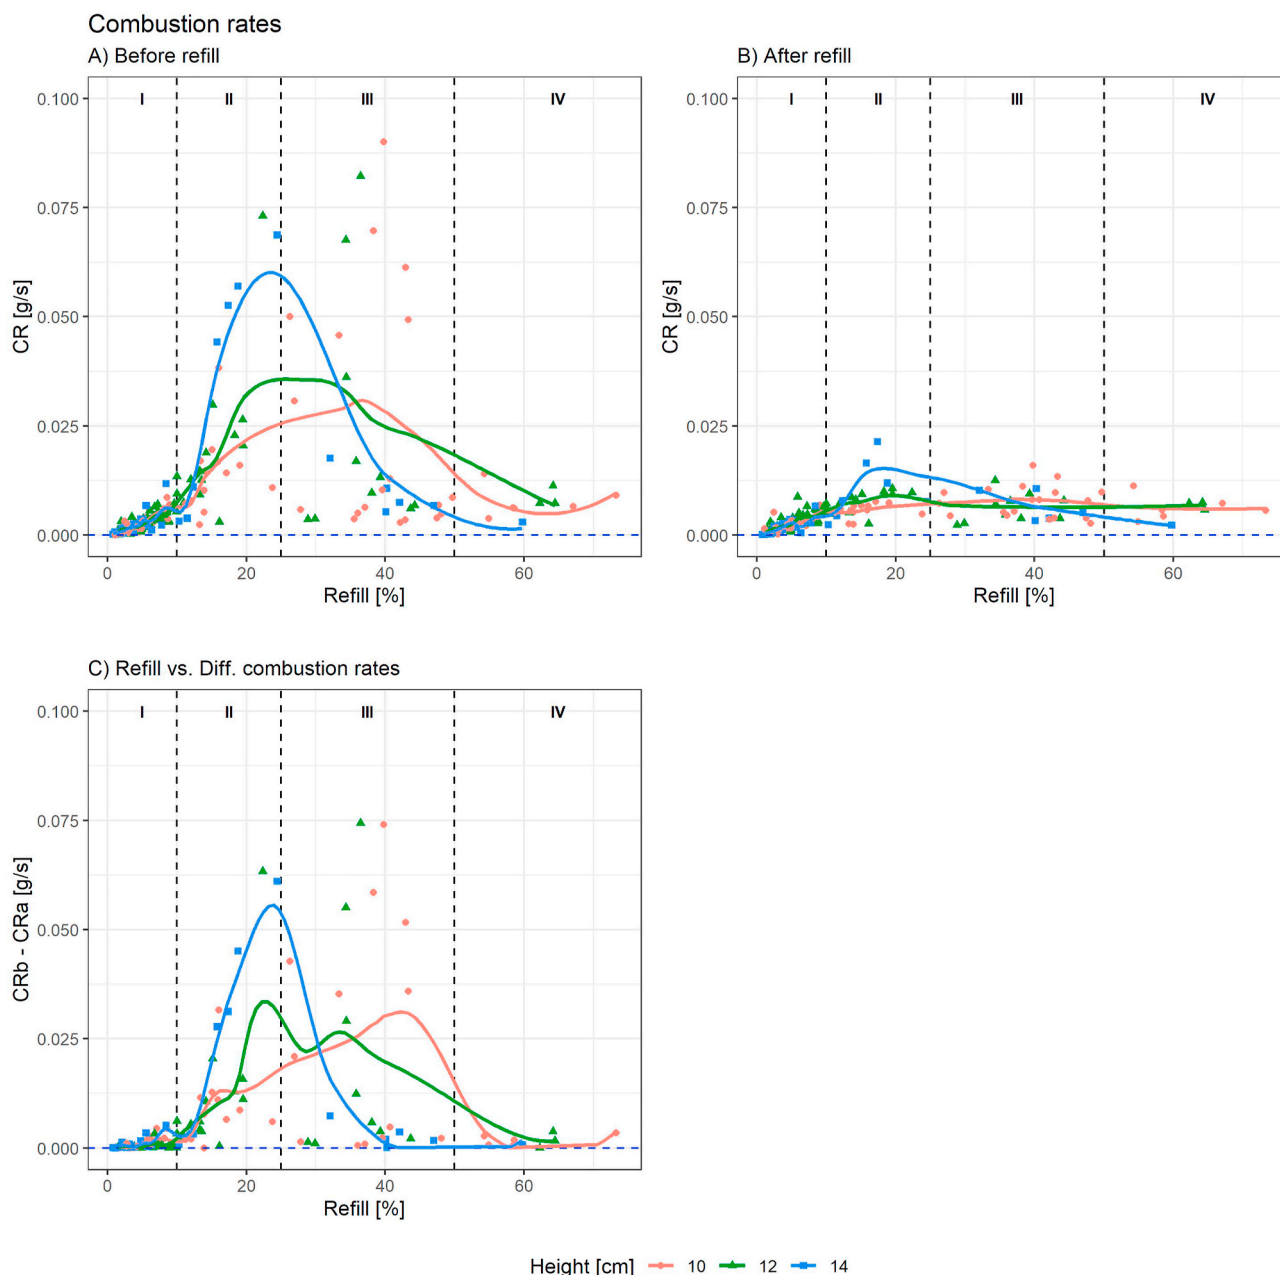 Combustion rates
A) Before refill
B) After refill
I II III IV
I II III IV
0.100
0.075
0.050
0.025
0.000
0.100
0.075
0.050
0.025
0.000
CR [g/s]
CR [g/s]
0 20 40 60
0 20 40 60
Refill [%]
Refill [%]
C) Refill vs. Diff. combustion rates
I II III IV
0.100
0.075
0.050
0.025
0.000
CRb - CRa [g/s]
0 20 40 60
Refill [%]
Height [cm] 10 12 14